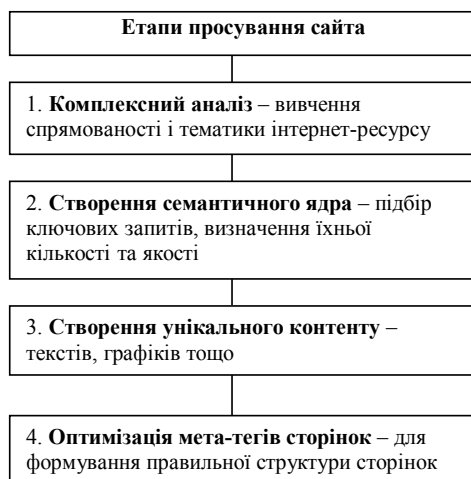 Етапи просування сайта
1. Комплексний аналіз – вивчення
спрямованості і тематики інтернет-ресурсу
2. Створення семантичного ядра – підбір
ключових запитів, визначення їхньої
кількості та якості
3. Створення унікального контенту –
текстів, графіків тощо
4. Оптимізація мета-тегів сторінок – для
формування правильної структури сторінок